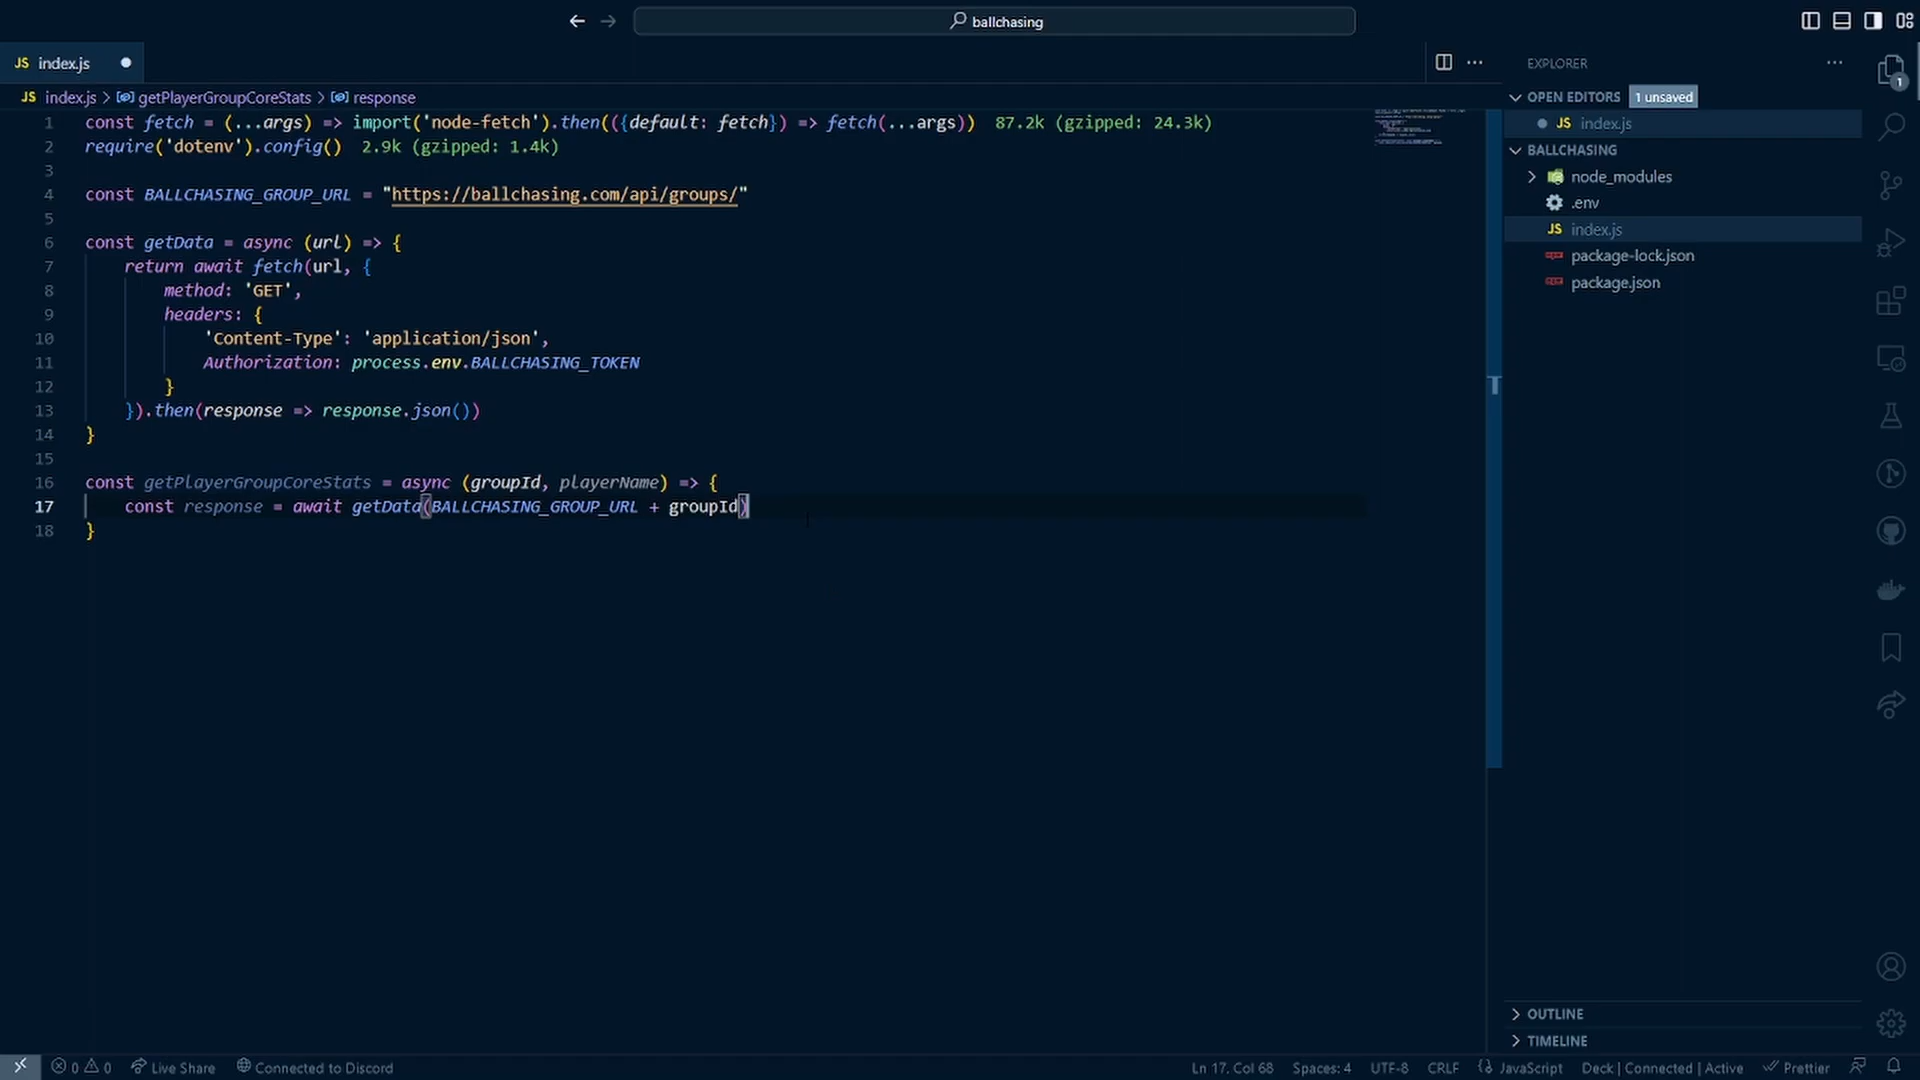 ballchasing
JS index.js
JS index.js > getPlayerGroupCoreStats > response
1 const fetch = (...args) => import('node-fetch').then(({default: fetch}) => fetch(...args)) 87.2k (gzipped: 24.3k)
2 require('dotenv').config() 2.9k (gzipped: 1.4k)
3
4 const BALLCHASING_GROUP_URL = "https://ballchasing.com/api/groups/"
5
6 const getData = async (url) => {
7 return await fetch(url, {
8 method: 'GET',
9 headers: {
10 'Content-Type': 'application/json',
11 Authorization: process.env.BALLCHASING_TOKEN
12 }
13 }).then(response => response.json())
14 }
15
16 const getPlayerGroupCoreStats = async (groupId, playerName) => {
17 const response = await getData(BALLCHASING_GROUP_URL + groupId)
18 }
EXPLORER
OPEN EDITORS 1 unsaved
JS index.js
BALLCHASING
node_modules
.env
JS index.js
package-lock.json
package.json
OUTLINE
TIMELINE
1
0 0 Live Share Connected to Discord Ln 17, Col 68 Spaces: 4 UTF-8 CRLF JavaScript Deck | Connected | Active Prettier